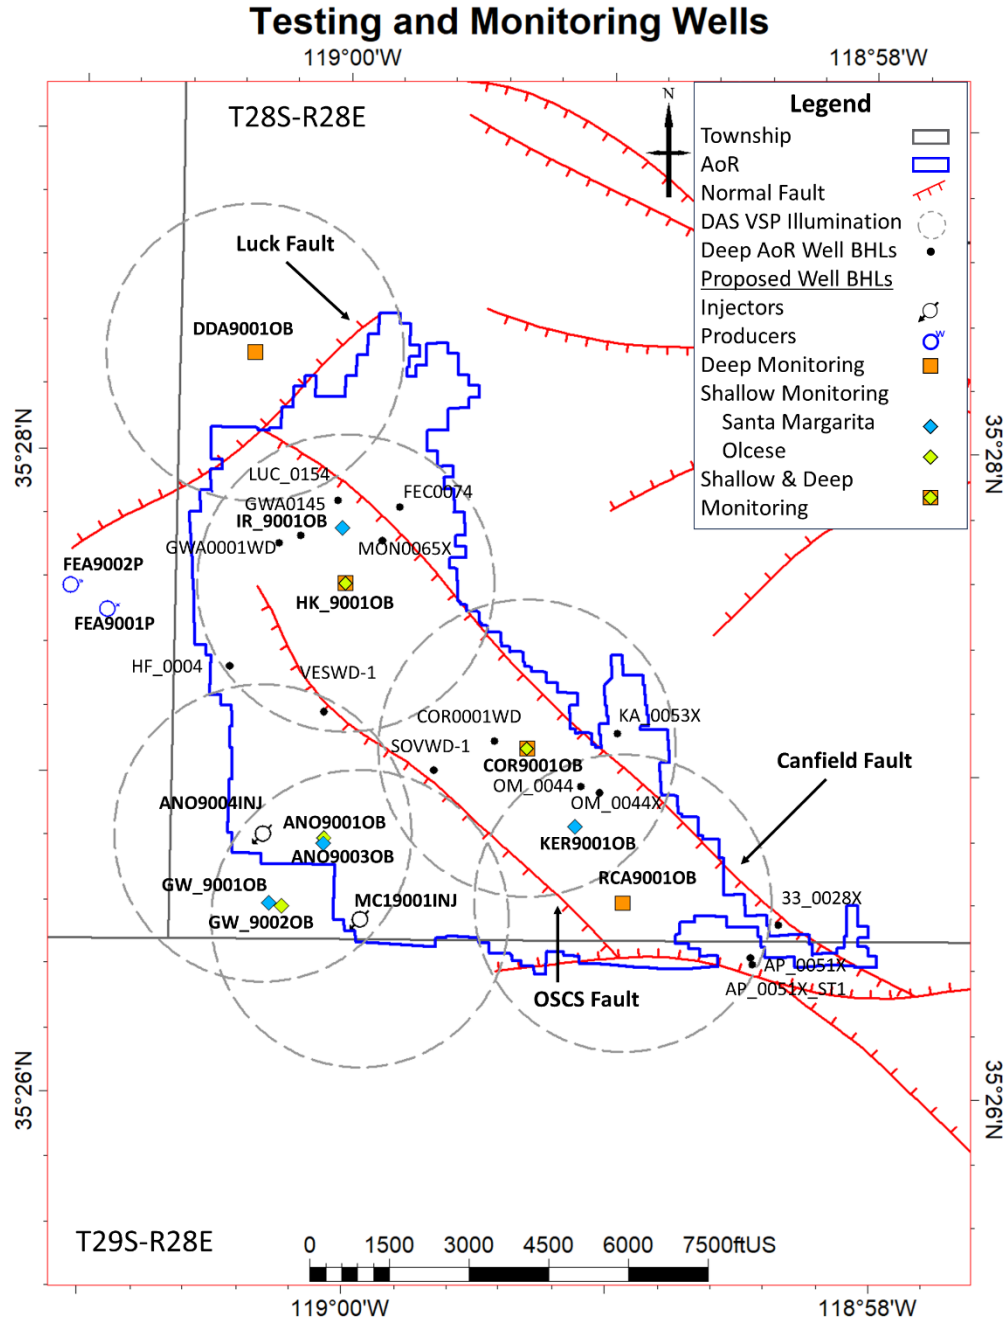 Testing and Monitoring Wells
119°00'W
118°58'W
T28S-R28E
N
Legend
Township
AoR
Normal Fault
DAS VSP Illumination
Deep AoR Well BHLs
Proposed Well BHLs
Injectors
Producers
W
Deep Monitoring
Shallow Monitoring
Santa Margarita
Olcese
Shallow & Deep
Monitoring
Luck Fault
DDA9001OB
35°28'N
35°28'N
LUC_0154
FEC0074
GWA0145
IR_9001OB
GWA0001WD
MON0065X
FEA9002P
HK_9001OB
FEA9001P
HF_0004
VESWD-1
COR0001WD
KA_0053X
SOVWD-1
COR9001OB
Canfield Fault
OM_0044
OM_0044X
ANO9004INJ
ANO9001OB
KER9001OB
ANO9003OB
RCA9001OB
GW_9001OB
MC19001INJ
33_0028X
GW_9002OB
AP_0051X
AP_0051X_ST1
OSCS Fault
35°26'N
35°26'N
T29S-R28E
0 1500 3000 4500 6000 7500ftUS
119°00'W
118°58'W